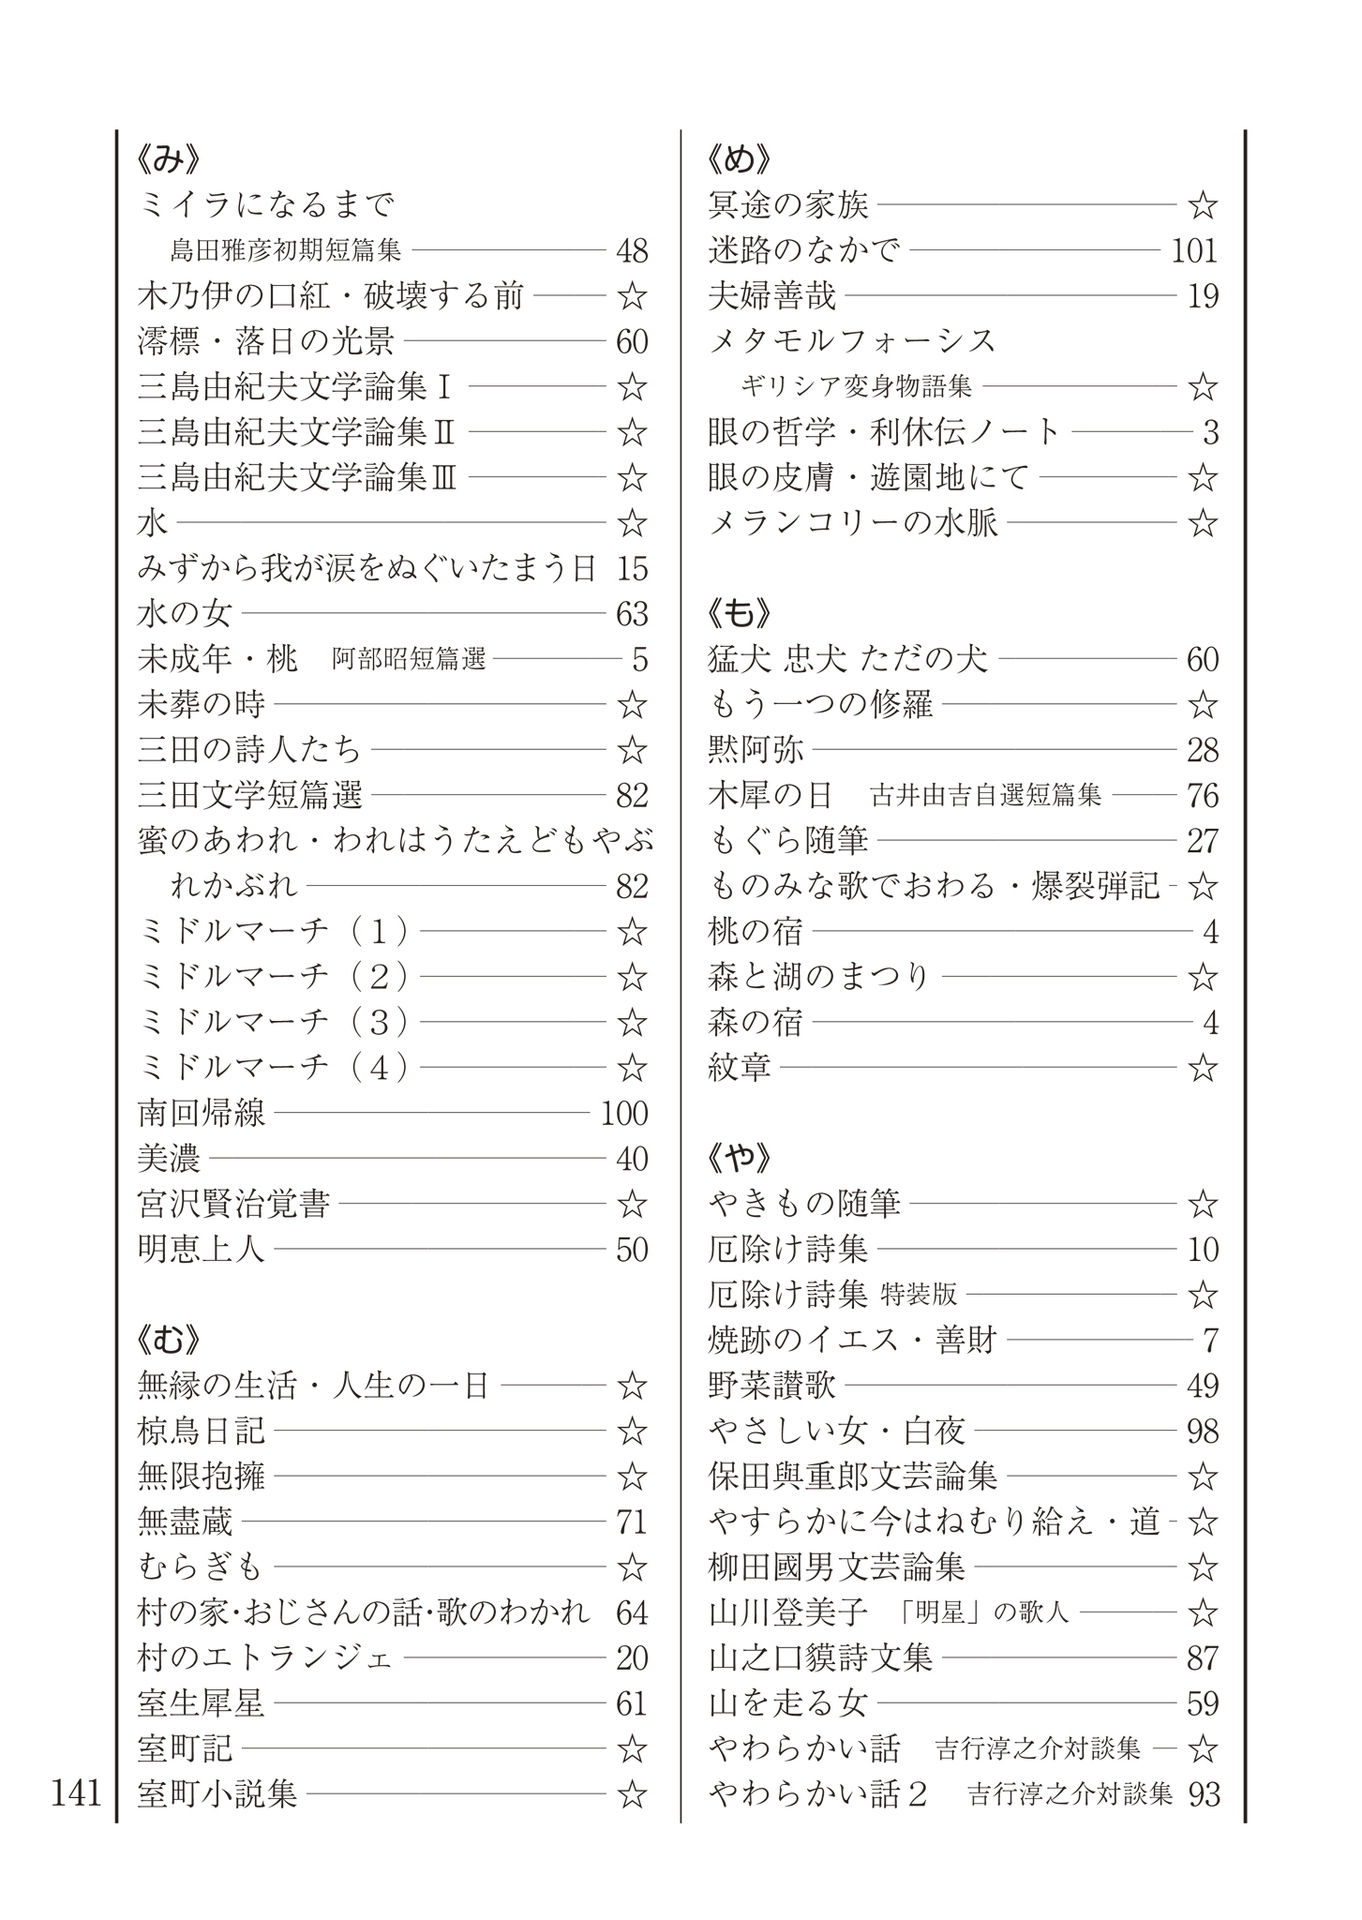 《み》
ミイラになるまで
島田雅彦初期短篇集 48
木乃伊の口紅・破壊する前 ☆
澪標・落日の光景 60
三島由紀夫文学論集Ⅰ ☆
三島由紀夫文学論集Ⅱ ☆
三島由紀夫文学論集Ⅲ ☆
水 ☆
みずから我が涙をぬぐいたまう日 15
水の女 63
未成年・桃 阿部昭短篇選 5
未葬の時 ☆
三田の詩人たち ☆
三田文学短篇選 82
蜜のあわれ・われはうたえどもやぶ
れかぶれ 82
ミドルマーチ（１） ☆
ミドルマーチ（２） ☆
ミドルマーチ（３） ☆
ミドルマーチ（４） ☆
南回帰線 100
美濃 40
宮沢賢治覚書 ☆
明恵上人 50
《む》
無縁の生活・人生の一日 ☆
椋鳥日記 ☆
無限抱擁 ☆
無盡蔵 71
むらぎも ☆
村の家・おじさんの話・歌のわかれ 64
村のエトランジェ 20
室生犀星 61
室町記 ☆
室町小説集 ☆
《め》
冥途の家族 ☆
迷路のなかで 101
夫婦善哉 19
メタモルフォーシス
ギリシア変身物語集 ☆
眼の哲学・利休伝ノート 3
眼の皮膚・遊園地にて ☆
メランコリーの水脈 ☆
《も》
猛犬 忠犬 ただの犬 60
もう一つの修羅 ☆
黙阿弥 28
木犀の日 古井由吉自選短篇集 76
もぐら随筆 27
ものみな歌でおわる・爆裂弾記 ☆
桃の宿 4
森と湖のまつり ☆
森の宿 4
紋章 ☆
《や》
やきもの随筆 ☆
厄除け詩集 10
厄除け詩集 特装版 ☆
焼跡のイエス・善財 7
野菜讃歌 49
やさしい女・白夜 98
保田與重郎文芸論集 ☆
やすらかに今はねむり給え・道 ☆
柳田國男文芸論集 ☆
山川登美子 「明星」の歌人 ☆
山之口貘詩文集 87
山を走る女 59
やわらかい話 吉行淳之介対談集 ☆
やわらかい話２ 吉行淳之介対談集 93
141